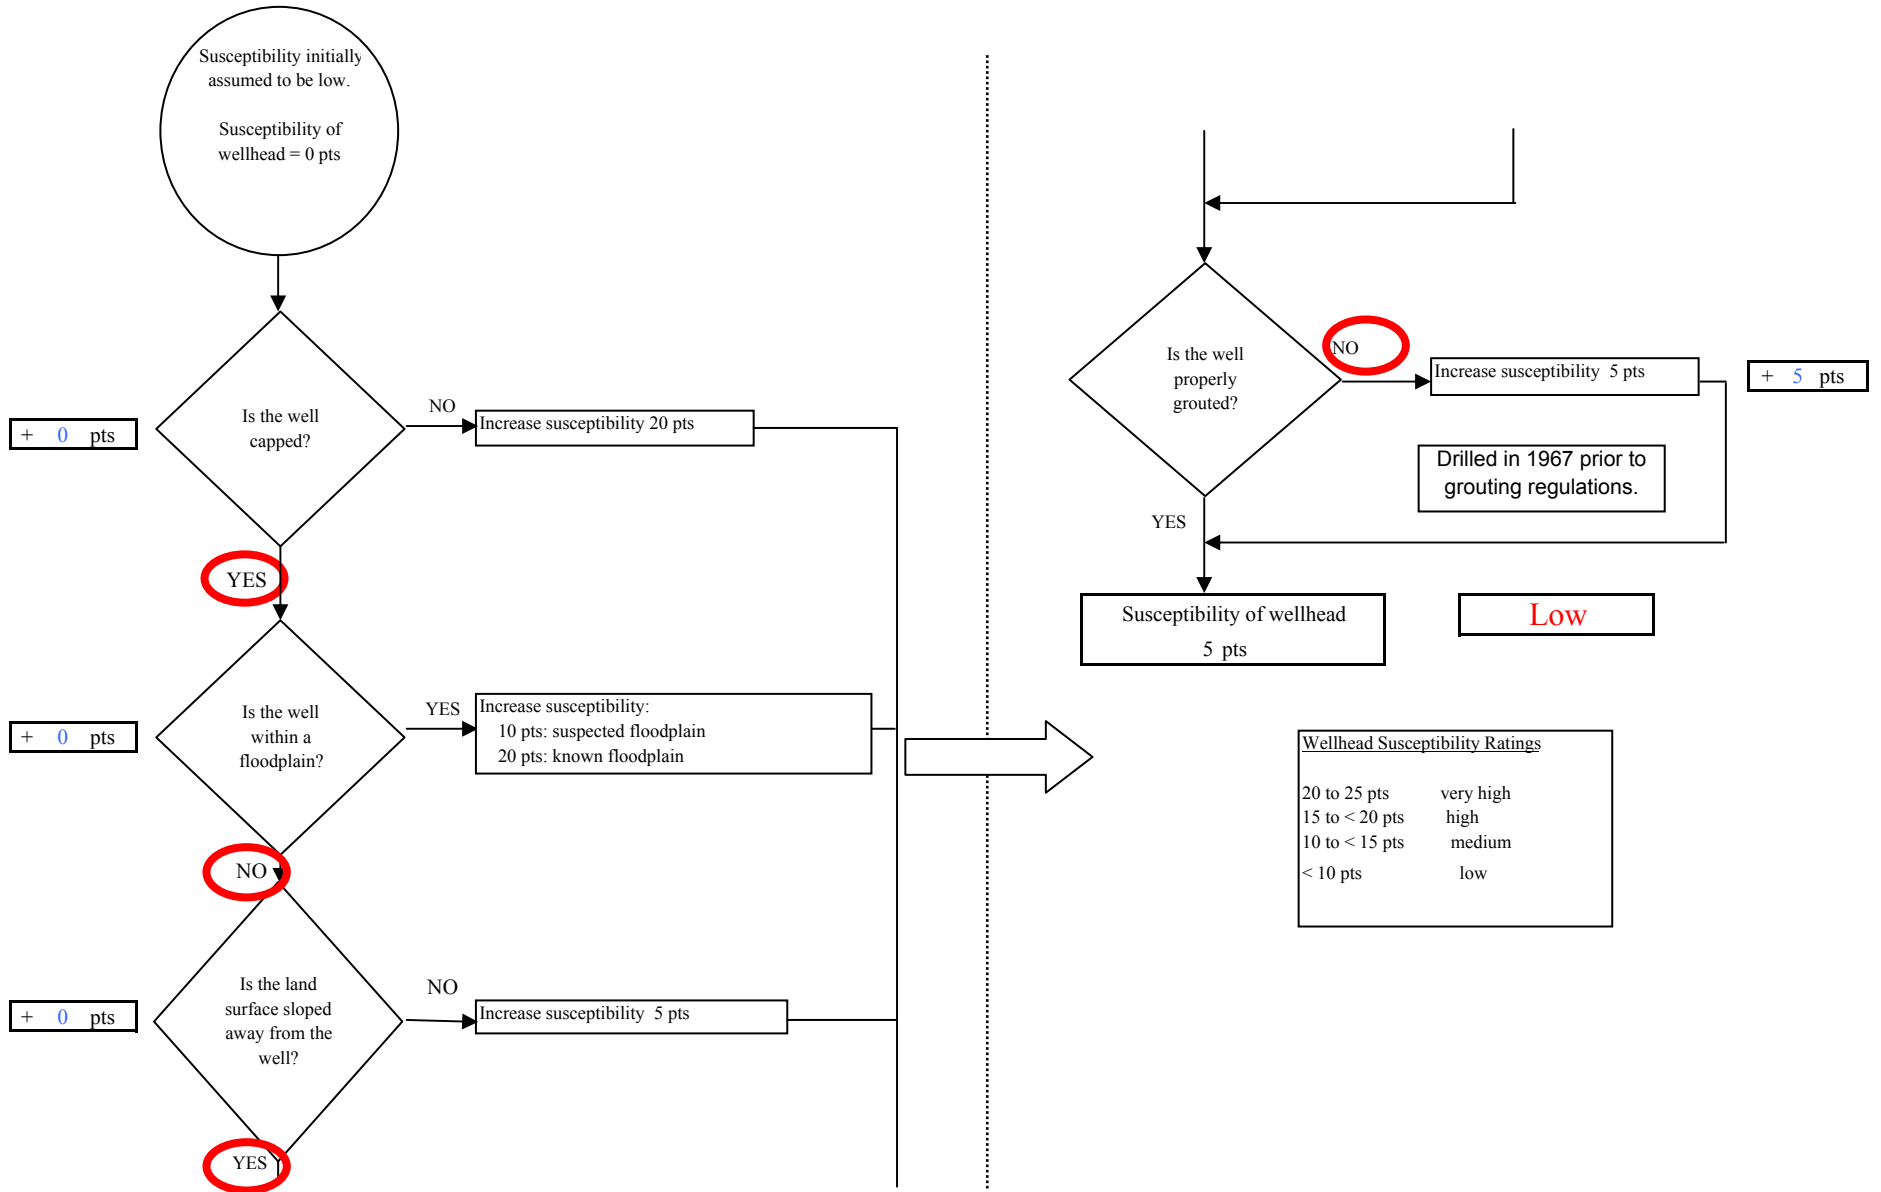 Susceptibility initially
assumed to be low.
Susceptibility of
wellhead = 0 pts
+ 0 pts
Is the well
capped?
NO
Increase susceptibility 20 pts
YES
+ 0 pts
Is the well
within a
floodplain?
YES
Increase susceptibility:
10 pts: suspected floodplain
20 pts: known floodplain
NO
+ 0 pts
Is the land
surface sloped
away from the
well?
NO
Increase susceptibility 5 pts
YES
Is the well
properly
grouted?
NO
Increase susceptibility 5 pts
+ 5 pts
Drilled in 1967 prior to
grouting regulations.
YES
Susceptibility of wellhead
5 pts
Low
Wellhead Susceptibility Ratings
20 to 25 pts very high
15 to < 20 pts high
10 to < 15 pts medium
< 10 pts low